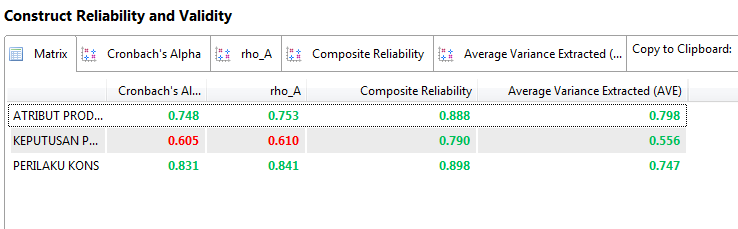 Construct Reliability and Validity
Matrix Cronbach's Alpha rho_A Composite Reliability Average Variance Extracted (... Copy to Clipboard:
Cronbach's Al... rho_A Composite Reliability Average Variance Extracted (AVE)
ATRIBUT PROD... 0.748 0.753 0.888 0.798
KEPUTUSAN P... 0.605 0.610 0.790 0.556
PERILAKU KONS 0.831 0.841 0.898 0.747